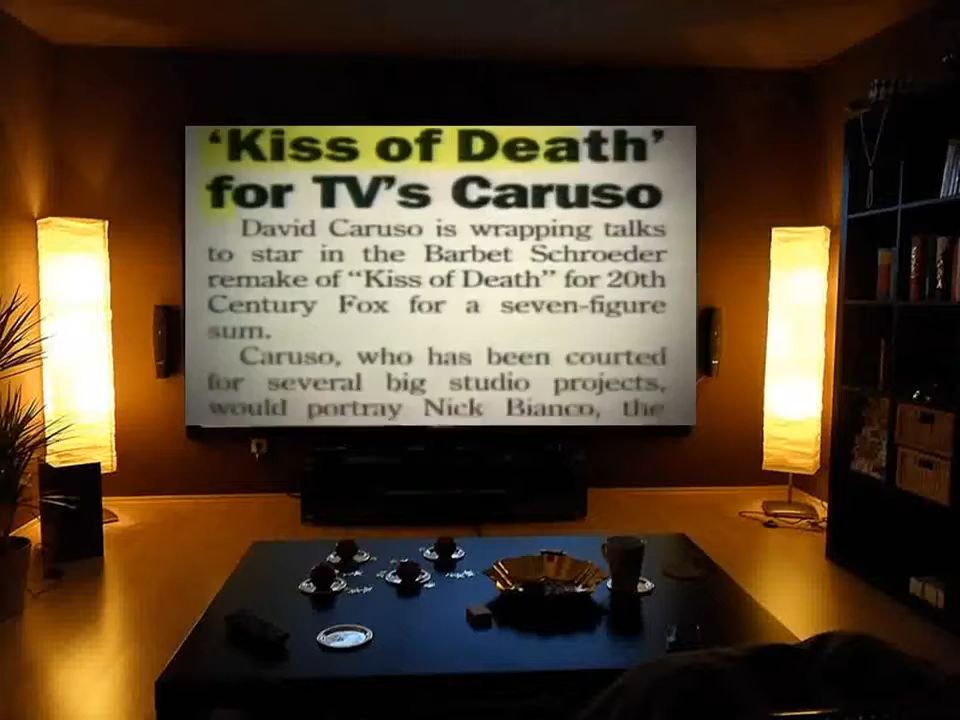 ‘Kiss of Death’
for TV’s Caruso
David Caruso is wrapping talks
to star in the Barbet Schroeder
remake of “Kiss of Death” for 20th
Century Fox for a seven-figure
sum.
Caruso, who has been courted
for several big studio projects,
would portray Nick Bianco, the